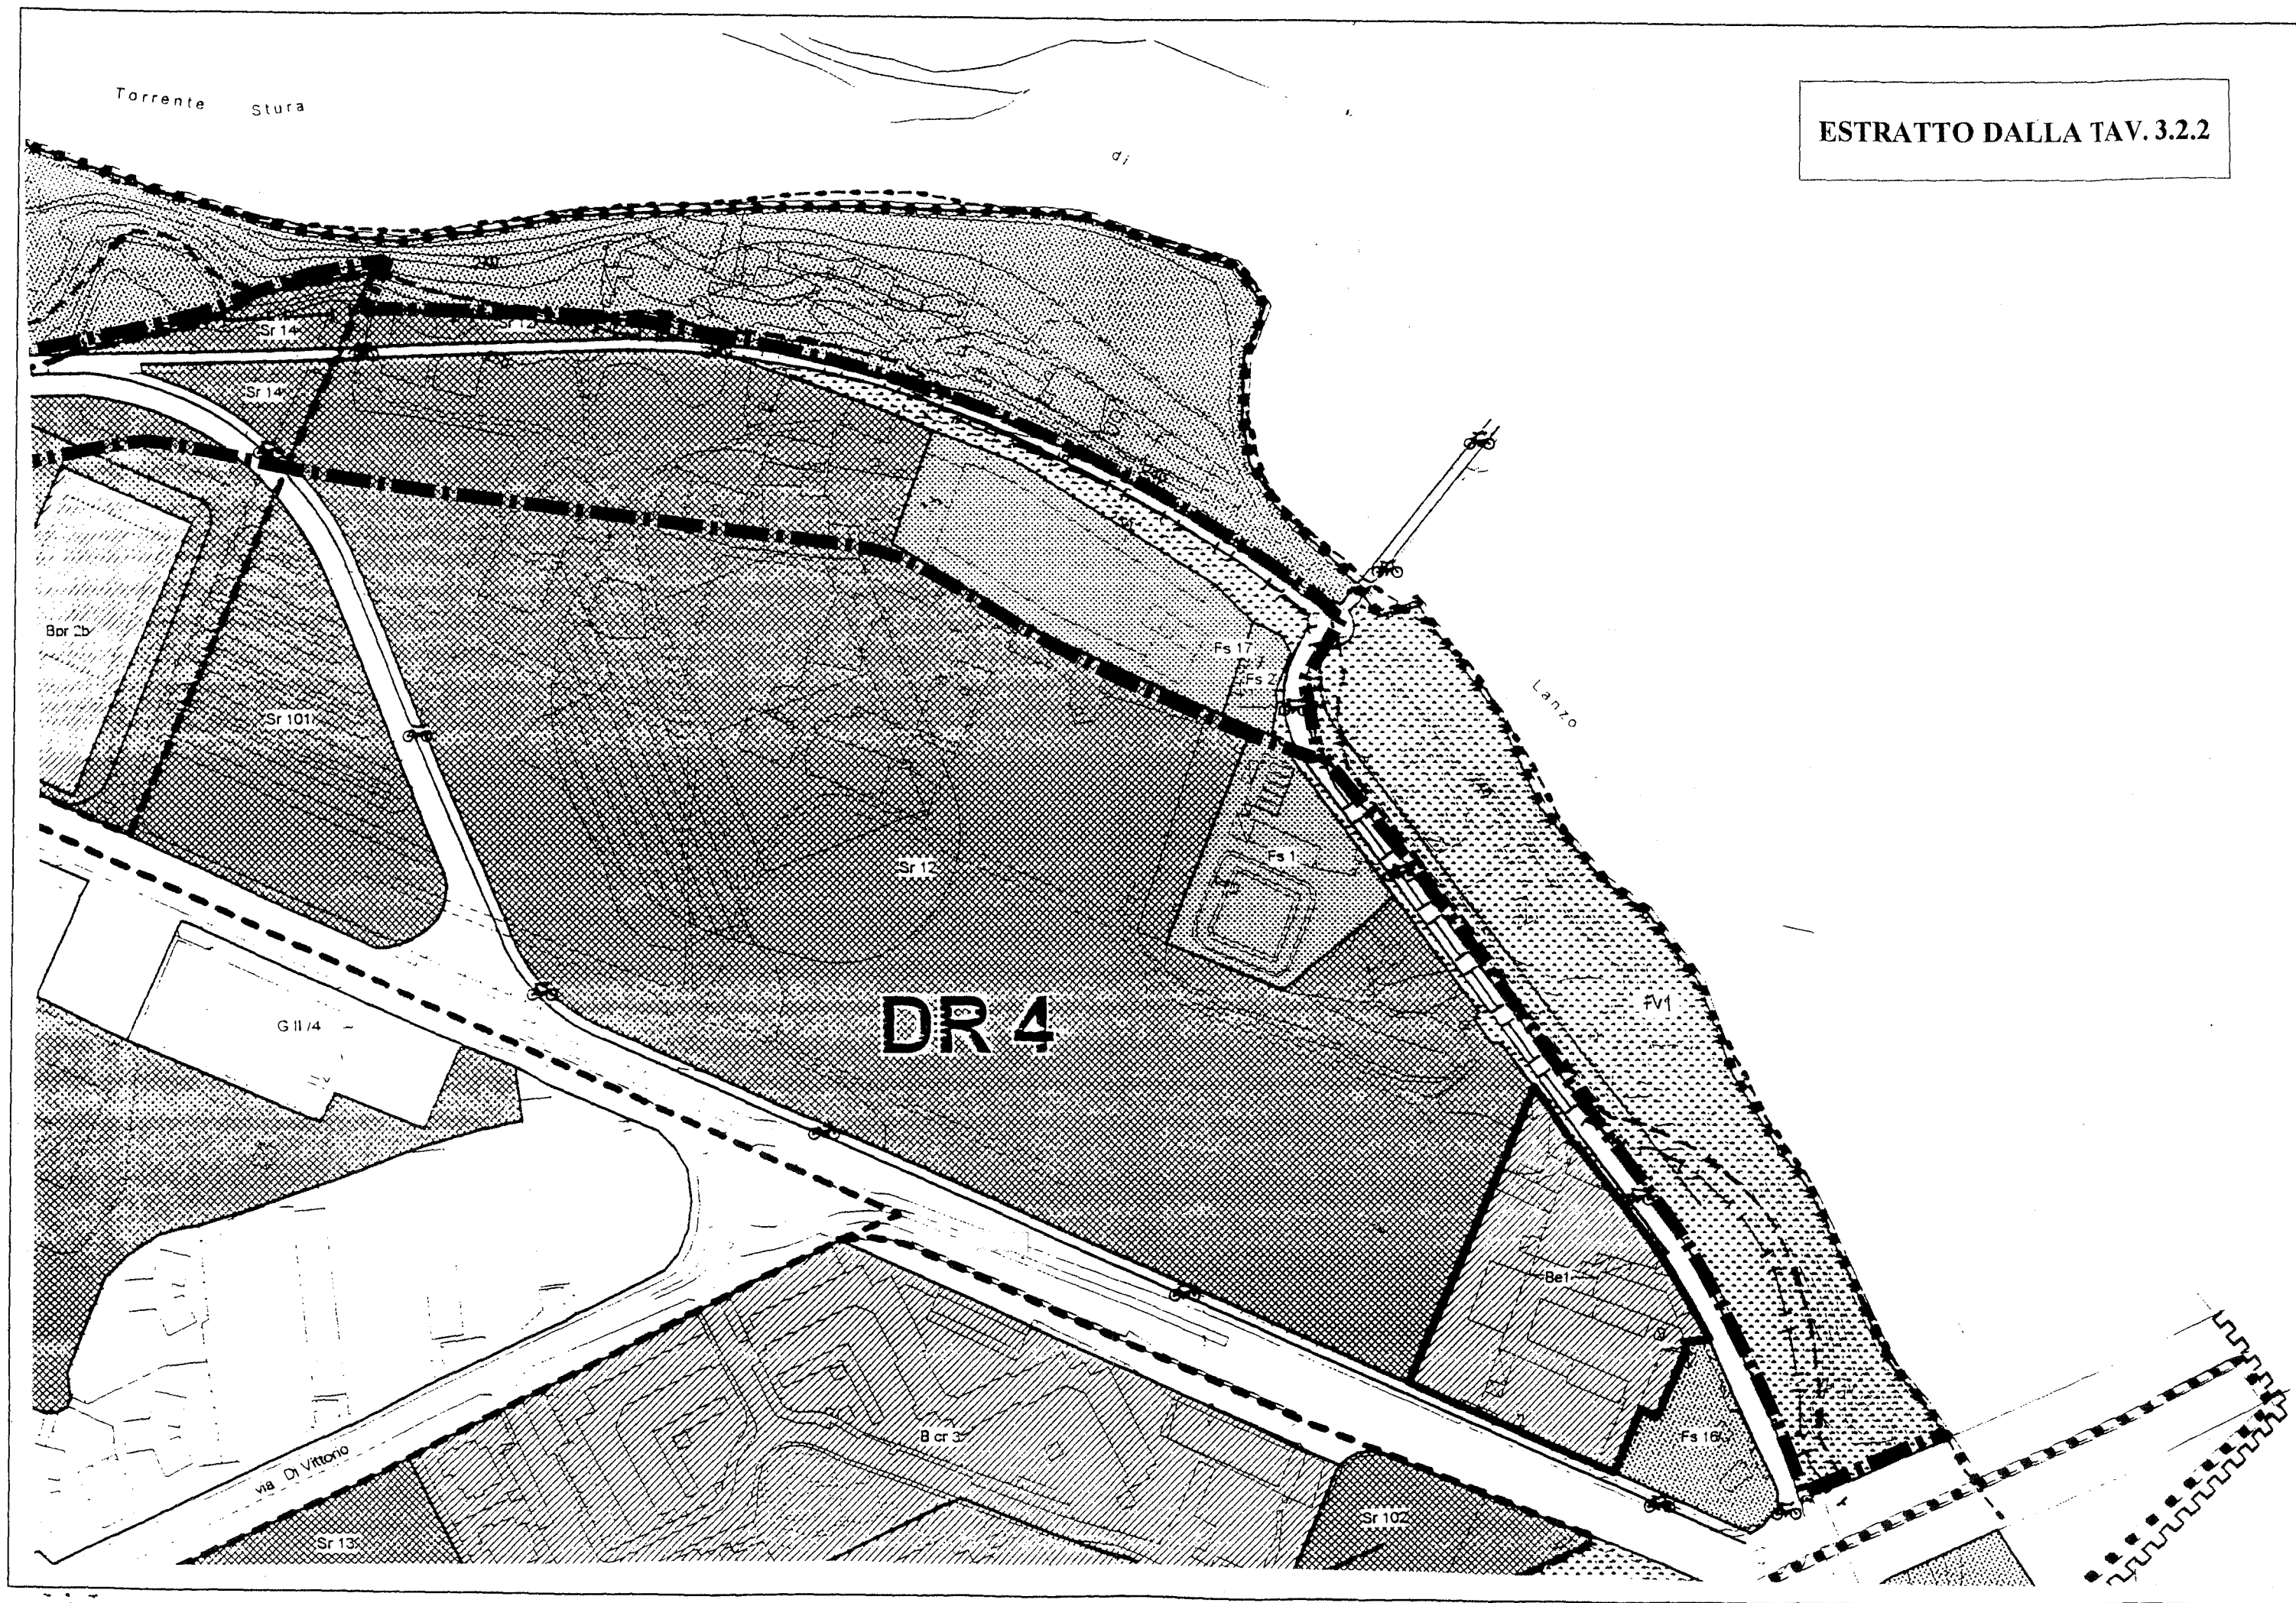 Torrente Stura
di
Lanzo
ESTRATTO DALLA TAV. 3.2.2
Sr 14
Sr 12
Sr 14
Bpr 2b
Sr 101
Fs 17
Fs 2
Fs 1
Sr 12
DR 4
FV1
G II /4
Be1
B cr 3
Fs 16
via Di Vittorio
Sr 13
Sr 102